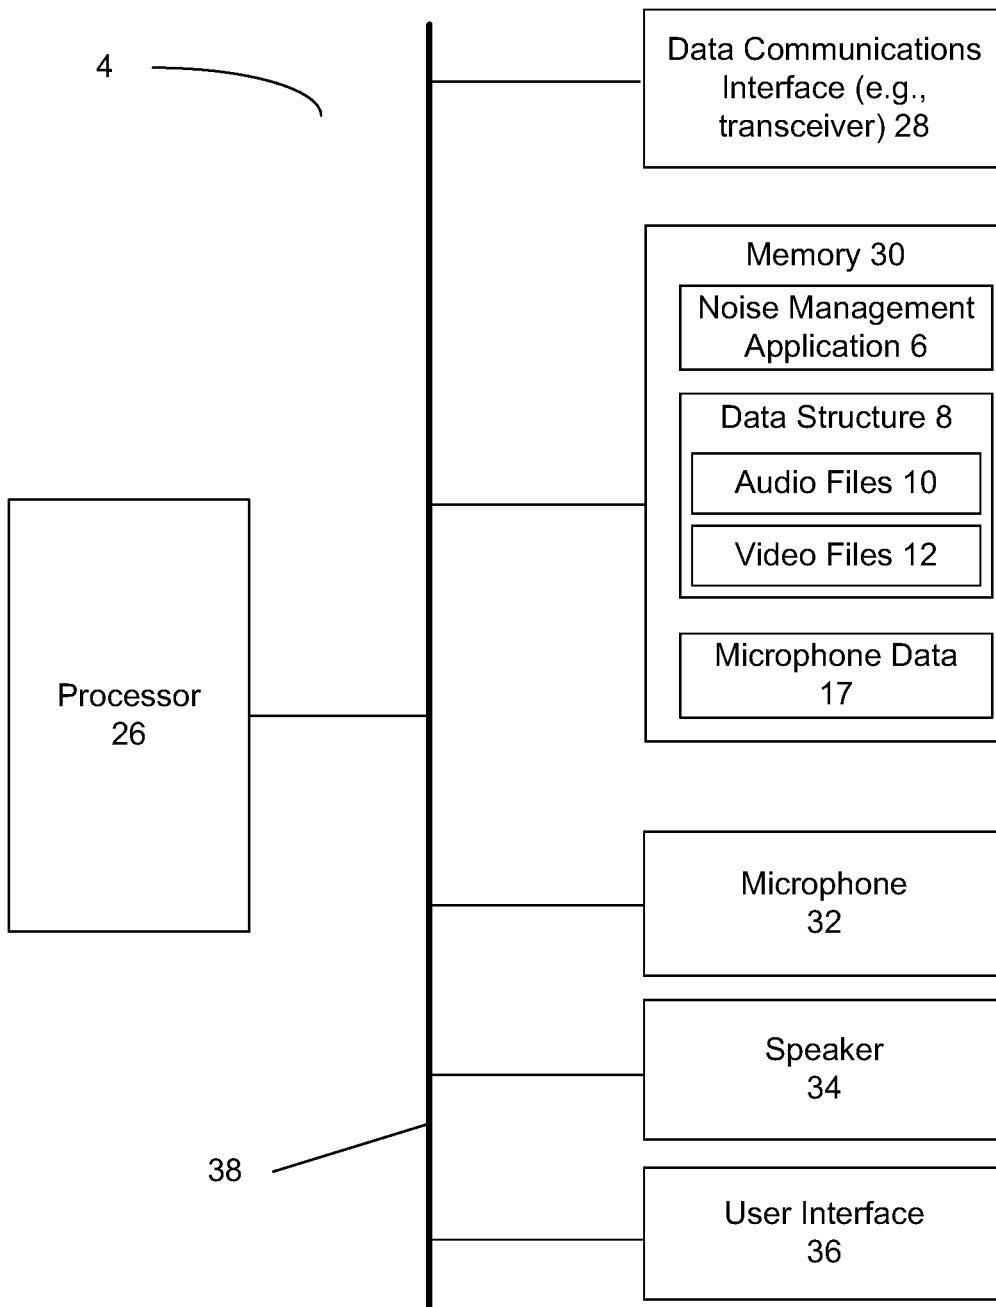 4
Data Communications
Interface (e.g.,
transceiver) 28
Memory 30
Noise Management
Application 6
Data Structure 8
Audio Files 10
Video Files 12
Microphone Data
17
Processor
26
Microphone
32
Speaker
34
38
User Interface
36